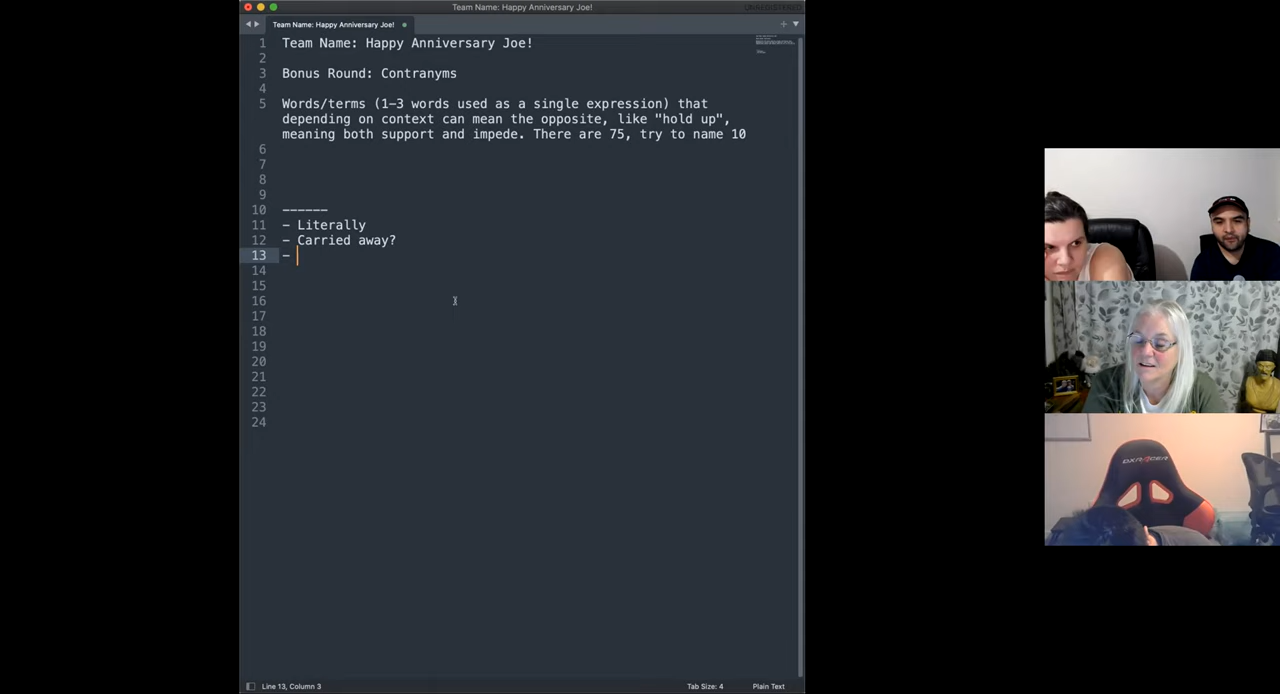 Team Name: Happy Anniversary Joe!
UNREGISTERED
Team Name: Happy Anniversary Joe!
1 Team Name: Happy Anniversary Joe!
2
3 Bonus Round: Contranyms
4
5 Words/terms (1-3 words used as a single expression) that
depending on context can mean the opposite, like "hold up",
meaning both support and impede. There are 75, try to name 10
6
7
8
9
10 ------
11 - Literally
12 - Carried away?
13 -
14
15
16
17
18
19
20
21
22
23
24
DXRACER
Line 13, Column 3
Tab Size: 4
Plain Text